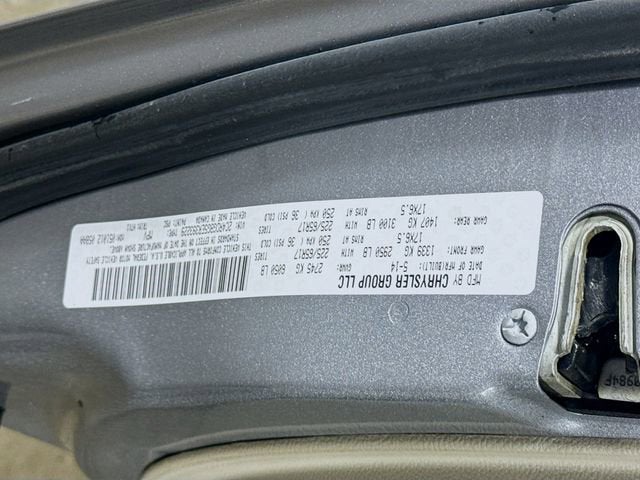 MFD BY
CHRYSLER GROUP LLC
DATE OF MFR(BUILT): 5-14 GVWR: 2745 KG 6050 LB
GAWR FRONT: 1339 KG 2950 LB WITH TIRES 225/65R17
17X6.5 RIMS AT 250 KPA( 36 PSI) COLD
GAWR REAR: 1407 KG 3100 LB WITH TIRES 225/65R17
17X6.5 RIMS AT 250 KPA( 36 PSI) COLD
THIS VEHICLE CONFORMS TO ALL APPLICABLE U.S.A. FEDERAL MOTOR VEHICLE SAFETY
STANDARDS IN EFFECT ON THE DATE OF MANUFACTURE SHOWN ABOVE.
TYPE: MPV
VEHICLE MADE IN CANADA
TRIM:
984F